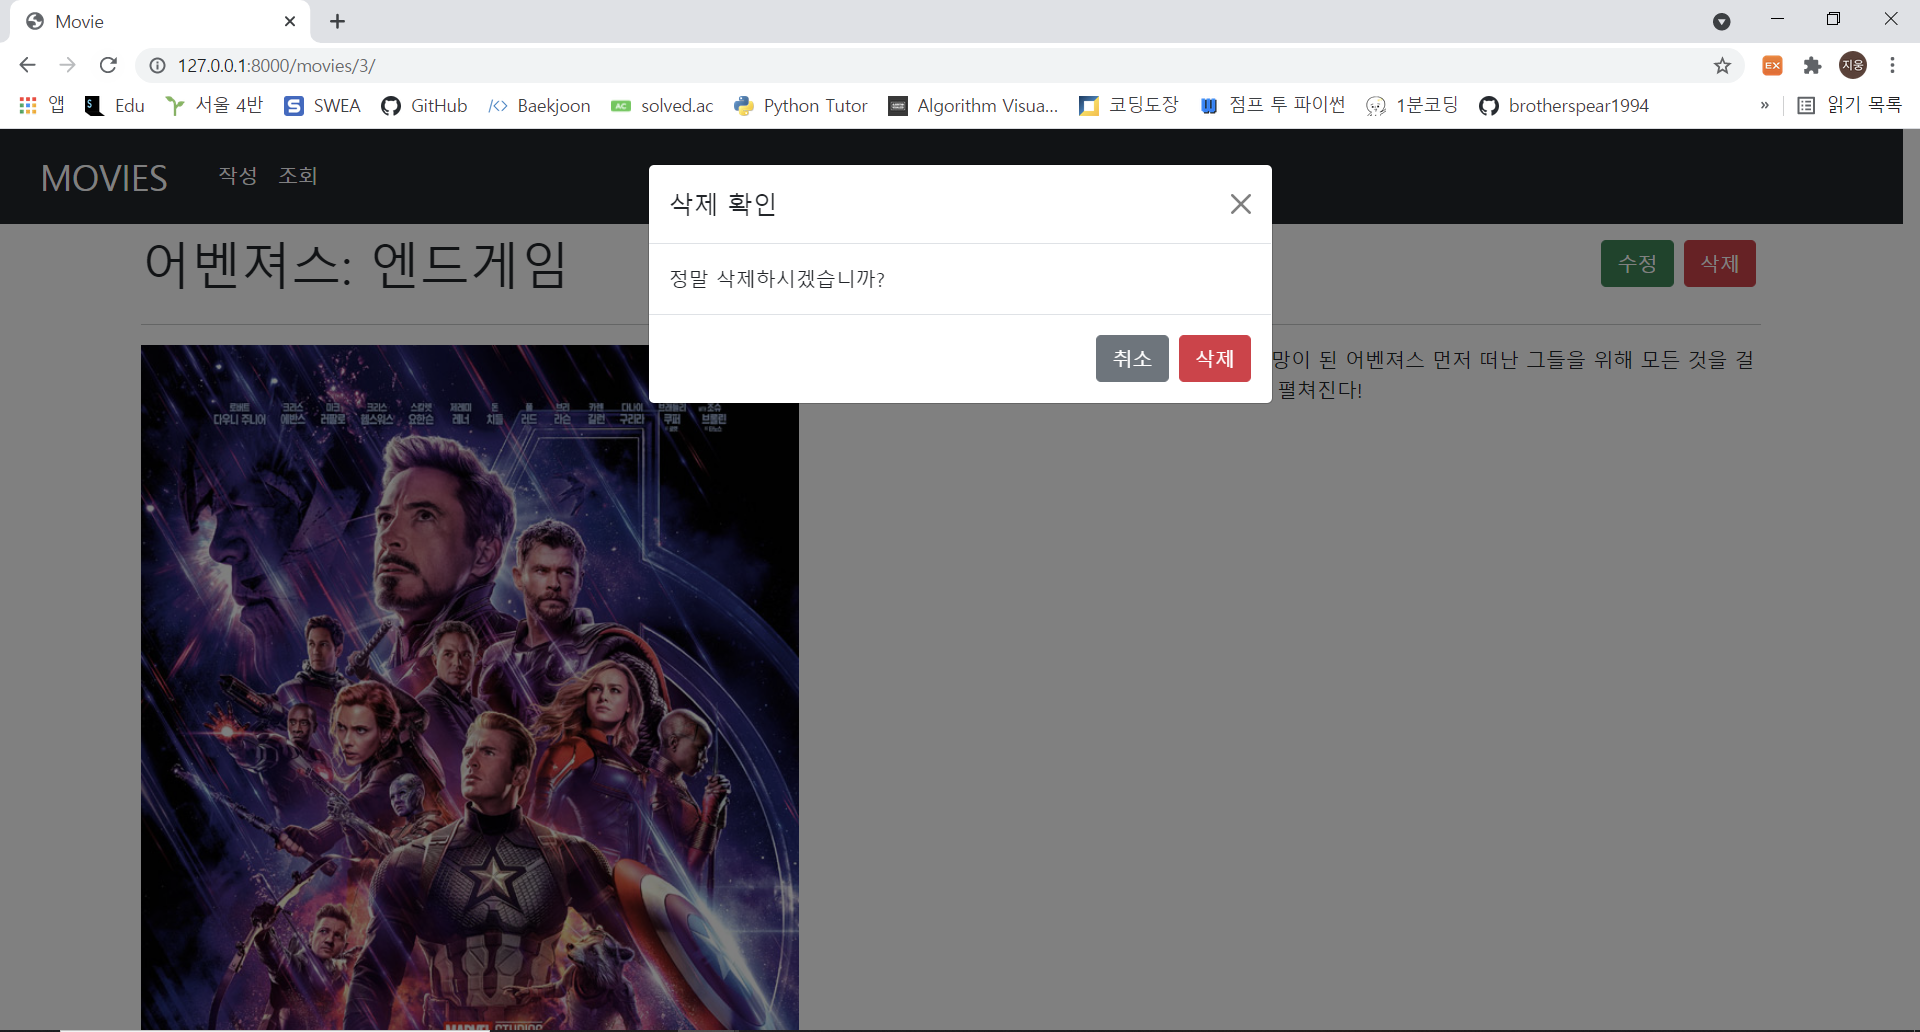 Movie
127.0.0.1:8000/movies/3/
지웅
앱 Edu 서울 4반 SWEA GitHub Baekjoon solved.ac Python Tutor Algorithm Visua... 코딩도장 점프 투 파이썬 1분코딩 brotherspear1994 » 읽기 목록
MOVIES 작성 조회
삭제 확인
어벤져스: 엔드게임
수정 삭제
정말 삭제하시겠습니까?
취소 삭제
망이 된 어벤져스 먼저 떠난 그들을 위해 모든 것을 걸
펼쳐진다!
로버트 크리스 마크 크리스 스칼렛 제레미 돈 폴 브리 카렌 다나이 브래들리 조슈
다우니 주니어 에반스 러팔로 헴스워스 요한슨 레너 치들 러드 라슨 길런 구리라 쿠퍼 브롤린
MARVEL STUDIOS